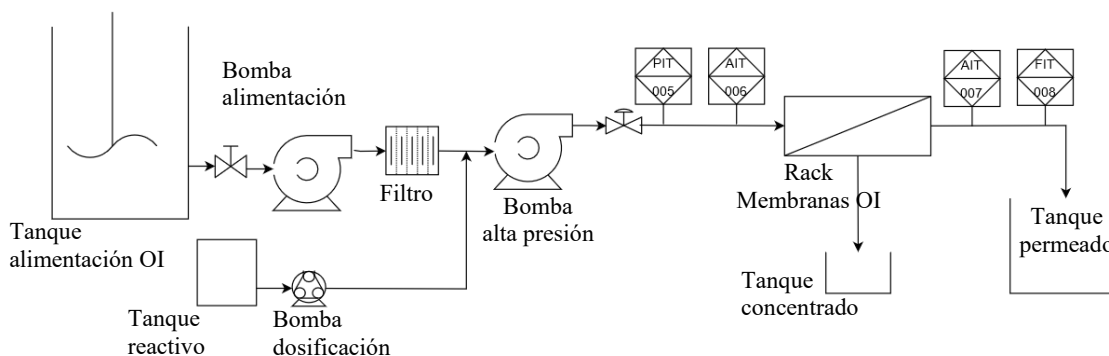 Bomba
alimentación
PIT
005
AIT
006
AIT
007
FIT
008
Filtro
Bomba
alta presión
Rack
Membranas OI
Tanque
permeado
Tanque
alimentación OI
Tanque
concentrado
Tanque
reactivo
Bomba
dosificación